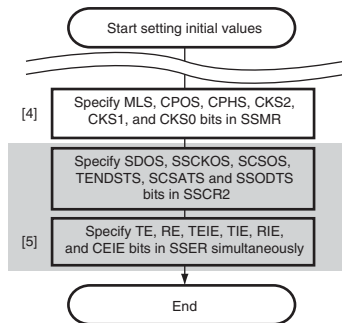 Start setting initial values
[4]
Specify MLS, CPOS, CPHS, CKS2,
CKS1, and CKS0 bits in SSMR
Specify SDOS, SSCKOS, SCSOS,
TENDSTS, SCSATS and SSODTS
bits in SSCR2
[5]
Specify TE, RE, TEIE, TIE, RIE,
and CEIE bits in SSER simultaneously
End